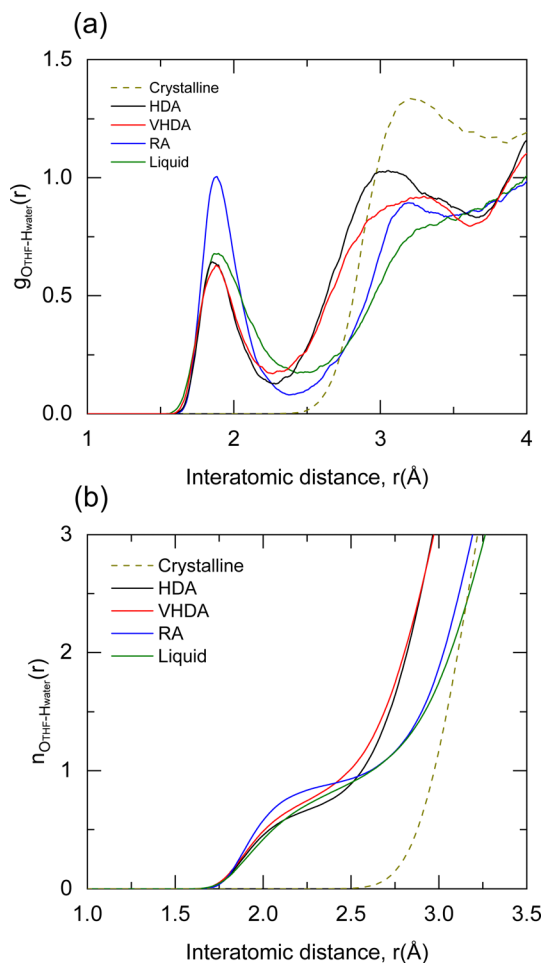 (a)
1.5
1.0
0.5
0.0
gOTHF-Hwater(r)
Crystalline
HDA
VHDA
RA
Liquid
1 2 3 4
Interatomic distance, r(Å)
(b)
3
2
1
0
nOTHF-Hwater(r)
Crystalline
HDA
VHDA
RA
Liquid
1.0 1.5 2.0 2.5 3.0 3.5
Interatomic distance, r(Å)